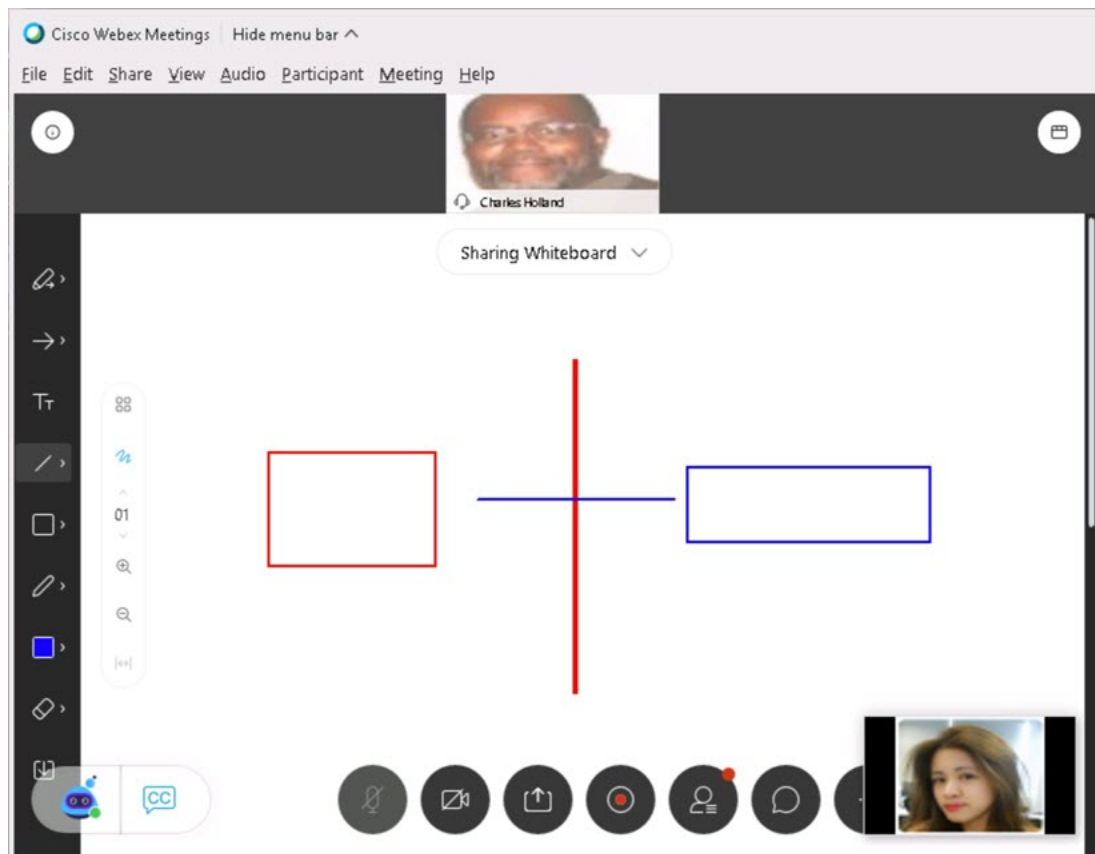 Cisco Webex Meetings Hide menu bar
File Edit Share View Audio Participant Meeting Help
Charles Holland
Sharing Whiteboard
TT
01
CC